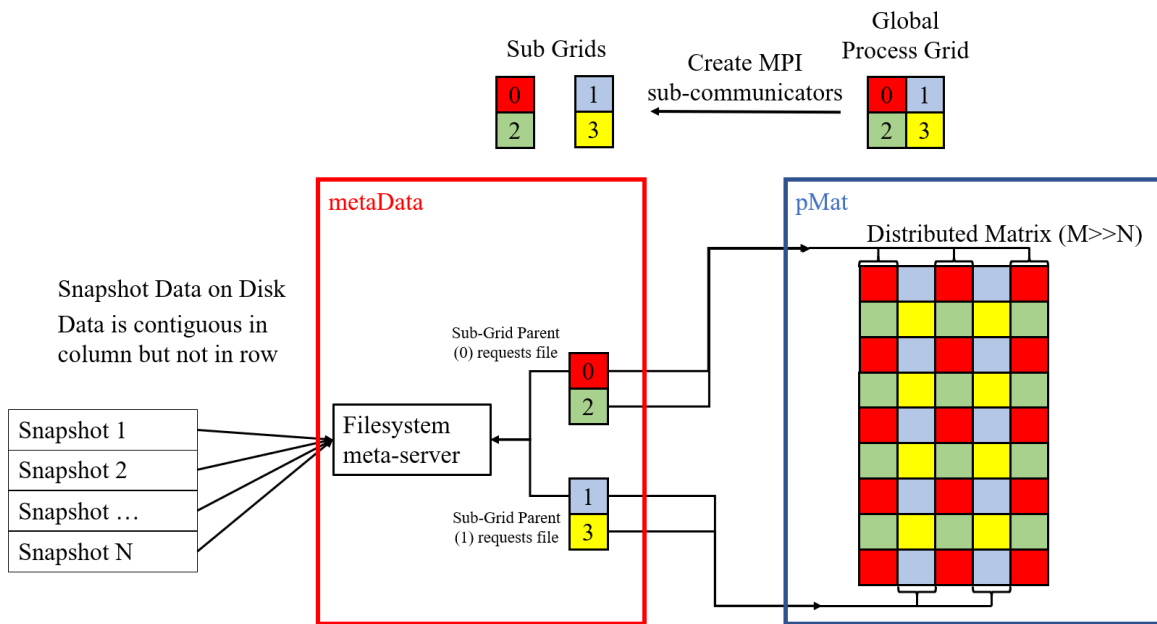 Sub Grids
Global
Process Grid
Create MPI
sub-communicators
0
2
1
3
0 1
2 3
metaData
pMat
Distributed Matrix (M>>N)
Snapshot Data on Disk
Data is contiguous in
column but not in row
Sub-Grid Parent
(0) requests file
0
2
Filesystem
meta-server
Snapshot 1
Snapshot 2
Snapshot …
Snapshot N
1
3
Sub-Grid Parent
(1) requests file